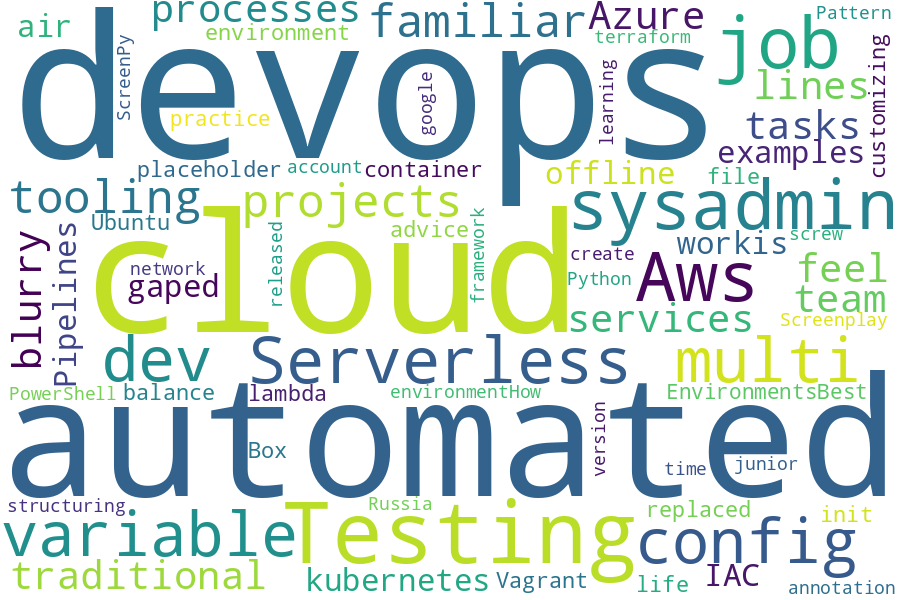 processes
familiar
Azure
Pattern
air
environment
terraform
job
ScreenPy
devops
google
learning
lines
customizing
practice
tasks
examples
placeholder
account
container
offline
file
tooling
projects
sysadmin
Ubuntu
advice
framework
released
cloud
workis
screw
blurry
Pipelines
network
gaped
create
Python
Aws
feel
team
services
Screenplay
dev
Serverless
multi
PowerShell
balance
lambda
environmentHow
EnvironmentsBest
automated
Box
version
time
junior
structuring
Russia
replaced
init
variable
Testing
config
traditional
kubernetes
Vagrant
life
IAC
annotation